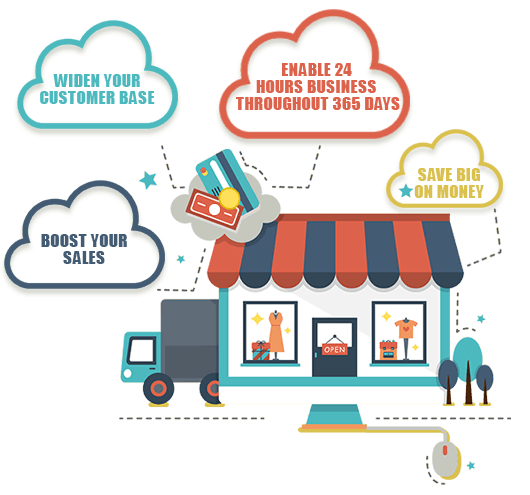 WIDEN YOUR
CUSTOMER BASE
ENABLE 24
HOURS BUSINESS
THROUGHOUT 365 DAYS
SAVE BIG
ON MONEY
BOOST YOUR
SALES
OPEN